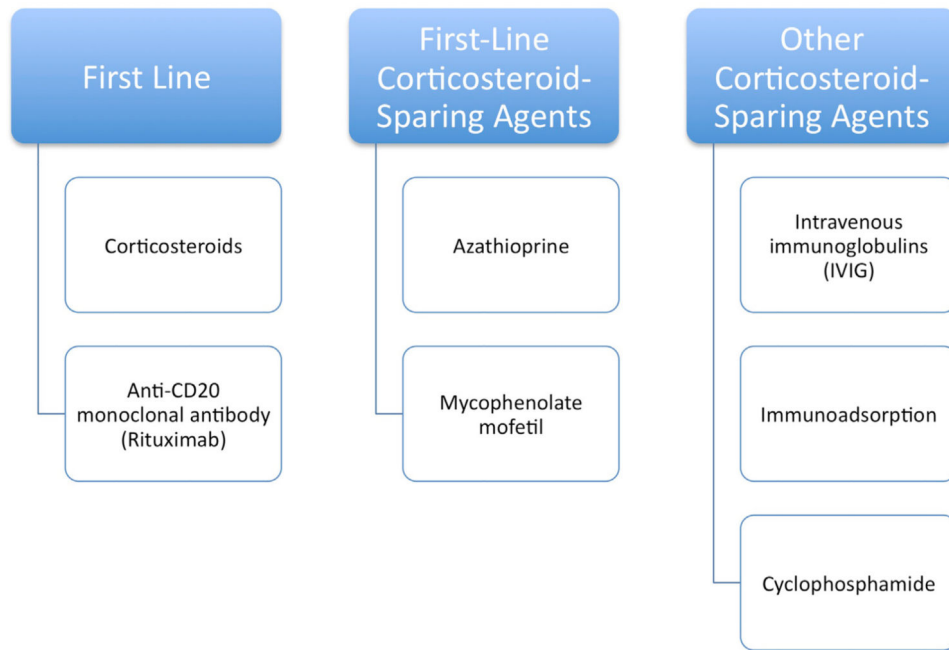 First Line
Corticosteroids
Anti-CD20
monoclonal antibody
(Rituximab)
First-Line
Corticosteroid-
Sparing Agents
Azathioprine
Mycophenolate
mofetil
Other
Corticosteroid-
Sparing Agents
Intravenous
immunoglobulins
(IVIG)
Immunoadsorption
Cyclophosphamide